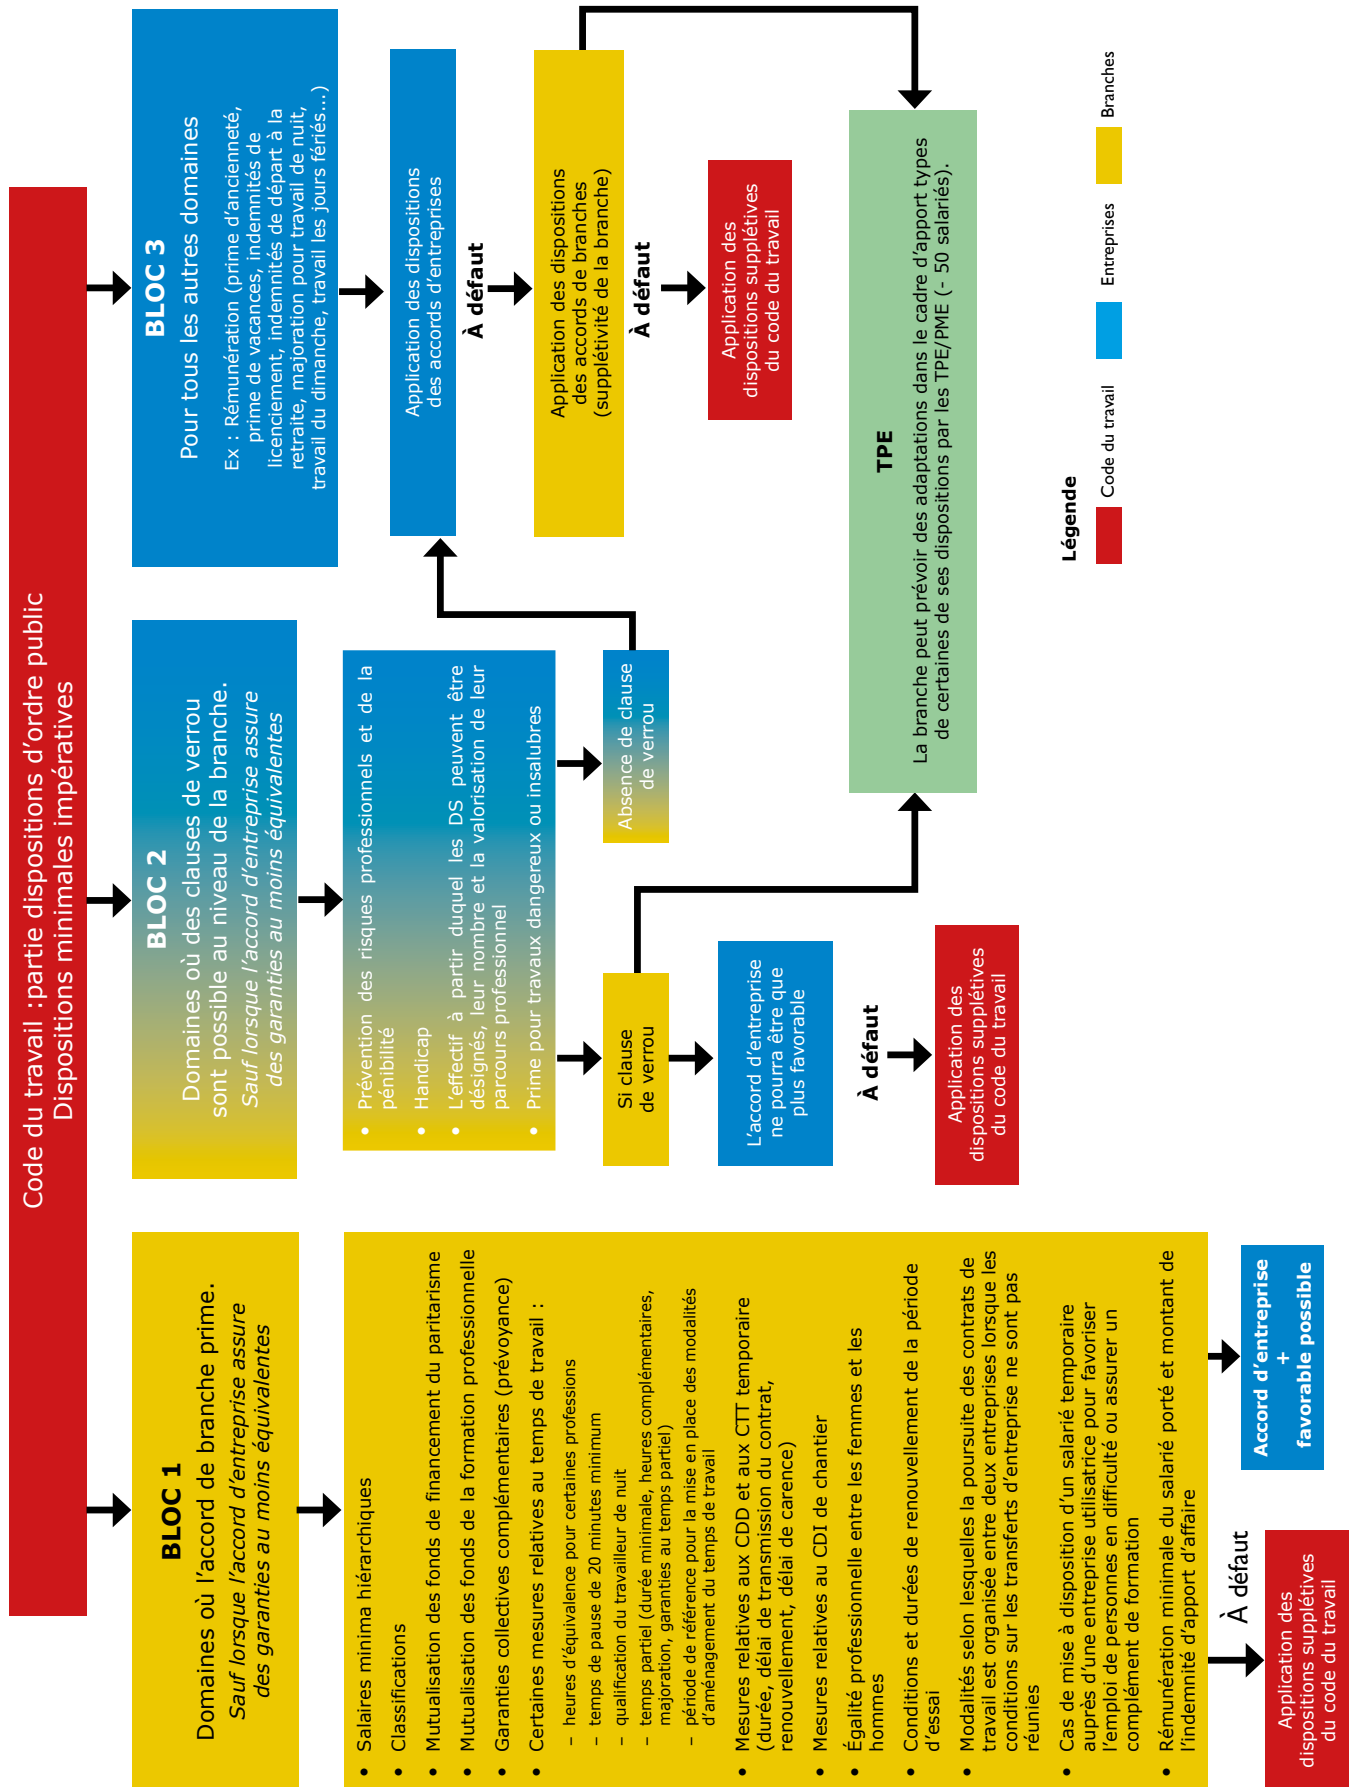 Code du travail :partie dispositions d’ordre public
Dispositions minimales impératives
BLOC 1
Domaines où l’accord de branche prime.
Sauf lorsque l’accord d’entreprise assure
des garanties au moins équivalentes
• Salaires minima hiérarchiques
• Classifications
• Mutualisation des fonds de financement du paritarisme
• Mutualisation des fonds de la formation professionnelle
• Garanties collectives complémentaires (prévoyance)
• Certaines mesures relatives au temps de travail :
– heures d’équivalence pour certaines professions
– temps de pause de 20 minutes minimum
– qualification du travailleur de nuit
– temps partiel (durée minimale, heures complémentaires,
majoration, garanties au temps partiel)
– période de référence pour la mise en place des modalités
d’aménagement du temps de travail
• Mesures relatives aux CDD et aux CTT temporaire
(durée, délai de transmission du contrat,
renouvellement, délai de carence)
• Mesures relatives au CDI de chantier
• Égalité professionnelle entre les femmes et les
hommes
• Conditions et durées de renouvellement de la période
d’essai
• Modalités selon lesquelles la poursuite des contrats de
travail est organisée entre deux entreprises lorsque les
conditions sur les transferts d’entreprise ne sont pas
réunies
• Cas de mise à disposition d’un salarié temporaire
auprès d’une entreprise utilisatrice pour favoriser
l’emploi de personnes en difficulté ou assurer un
complément de formation
• Rémunération minimale du salarié porté et montant de
l’indemnité d’apport d’affaire
À défaut
Application des
dispositions supplétives
du code du travail
Accord d’entreprise
+
favorable possible
BLOC 2
Domaines où des clauses de verrou
sont possible au niveau de la branche.
Sauf lorsque l’accord d’entreprise assure
des garanties au moins équivalentes
• Prévention des risques professionnels et de la
pénibilité
• Handicap
• L’effectif à partir duquel les DS peuvent être
désignés, leur nombre et la valorisation de leur
parcours professionnel
• Prime pour travaux dangereux ou insalubres
Si clause
de verrou
L’accord d’entreprise
ne pourra être que
plus favorable
À défaut
Application des
dispositions supplétives
du code du travail
Absence de clause
de verrou
BLOC 3
Pour tous les autres domaines
Ex : Rémunération (prime d’ancienneté,
prime de vacances, indemnités de
licenciement, indemnités de départ à la
retraite, majoration pour travail de nuit,
travail du dimanche, travail les jours fériés...)
Application des dispositions
des accords d’entreprises
À défaut
Application des dispositions
des accords de branches
(supplétivité de la branche)
À défaut
Application des
dispositions supplétives
du code du travail
TPE
La branche peut prévoir des adaptations dans le cadre d’apport types
de certaines de ses dispositions par les TPE/PME (- 50 salariés).
Légende
Code du travail
Entreprises
Branches